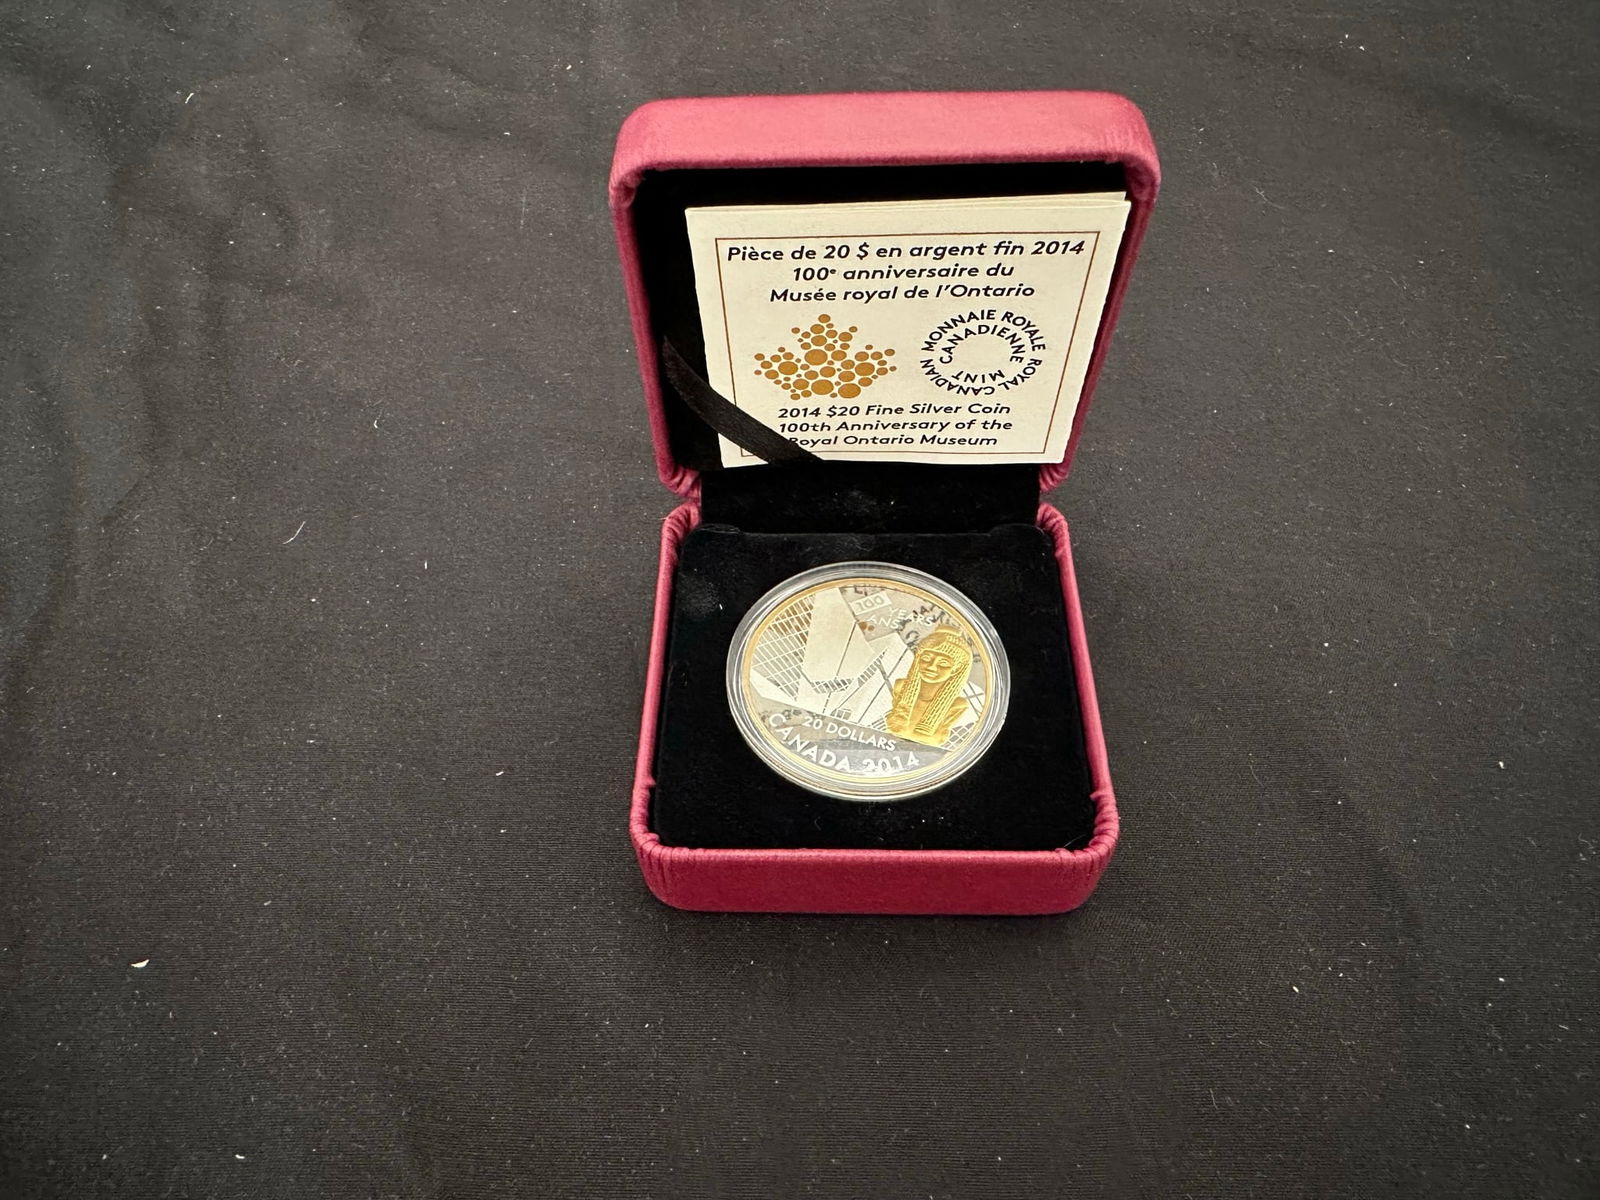 Pièce de 20 $ en argent fin 2014
100e anniversaire du
Musée royal de l'Ontario
MONNAIE ROYALE
CANADIENNE
ROYAL CANADIAN
MINT
2014 $20 Fine Silver Coin
100th Anniversary of the
Royal Ontario Museum
100
YEARS
ANS
20 DOLLARS
CANADA 2014